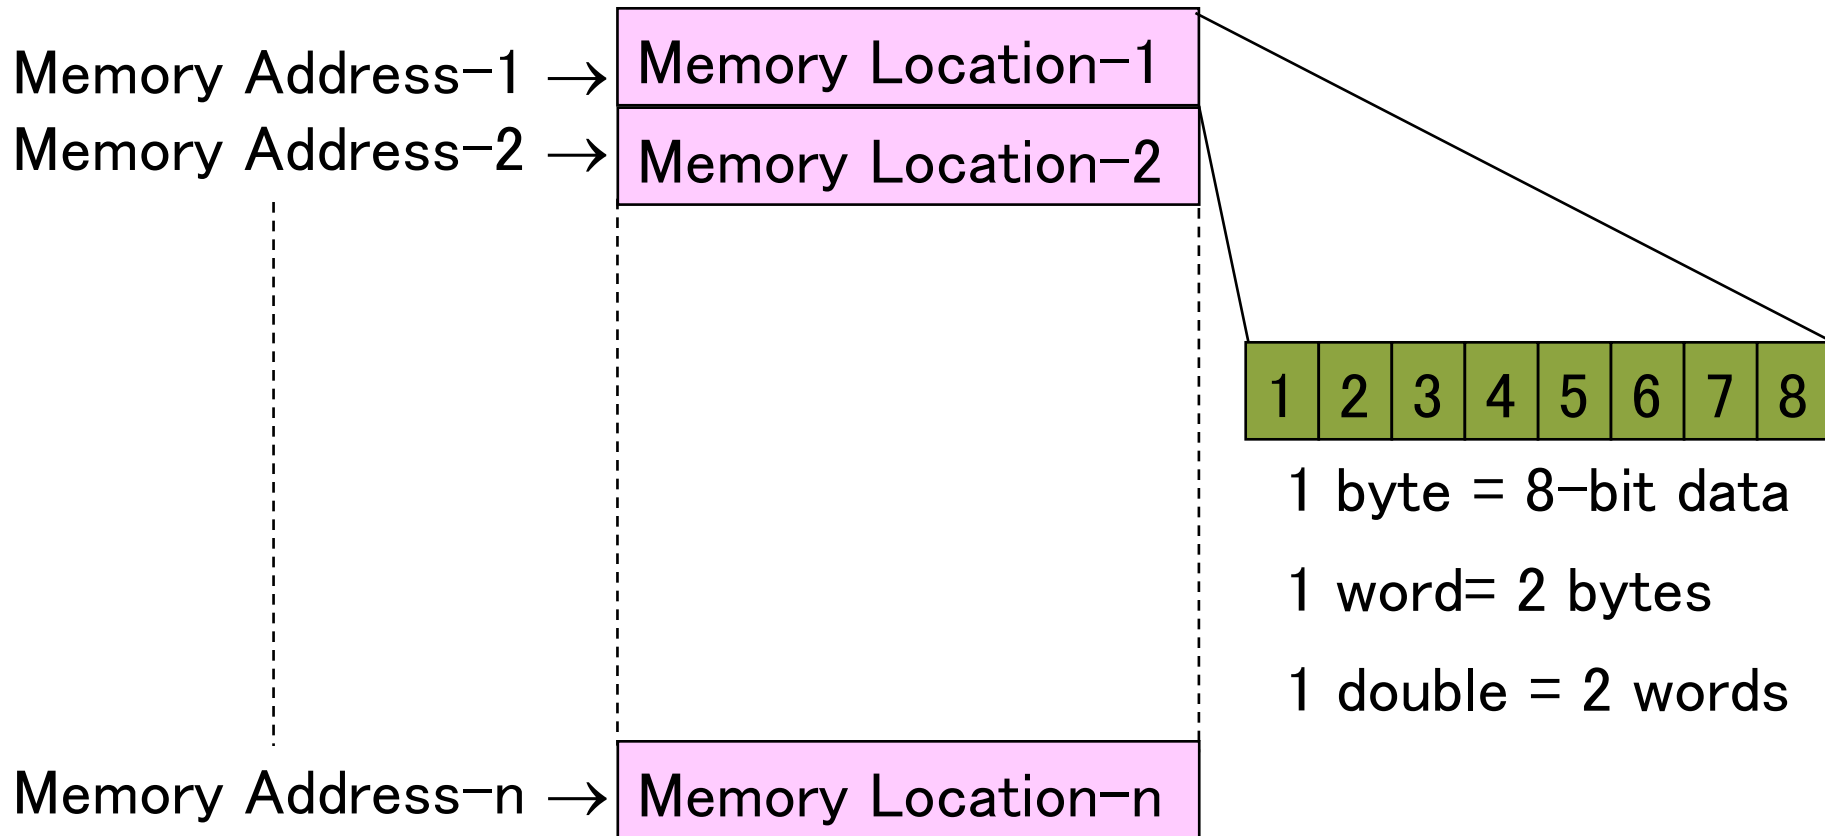 Memory Address-1 → Memory Location-1
Memory Address-2 → Memory Location-2
1 2 3 4 5 6 7 8
1 byte = 8-bit data
1 word= 2 bytes
1 double = 2 words
Memory Address-n → Memory Location-n